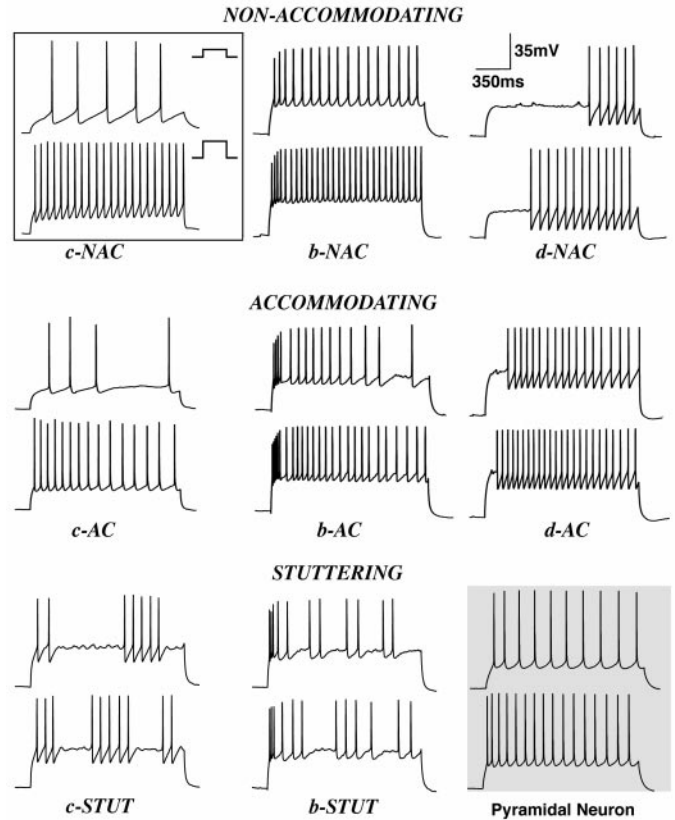 NON-ACCOMMODATING
35mV
350ms
c-NAC
b-NAC
d-NAC
ACCOMMODATING
c-AC
b-AC
d-AC
STUTTERING
c-STUT
b-STUT
Pyramidal Neuron